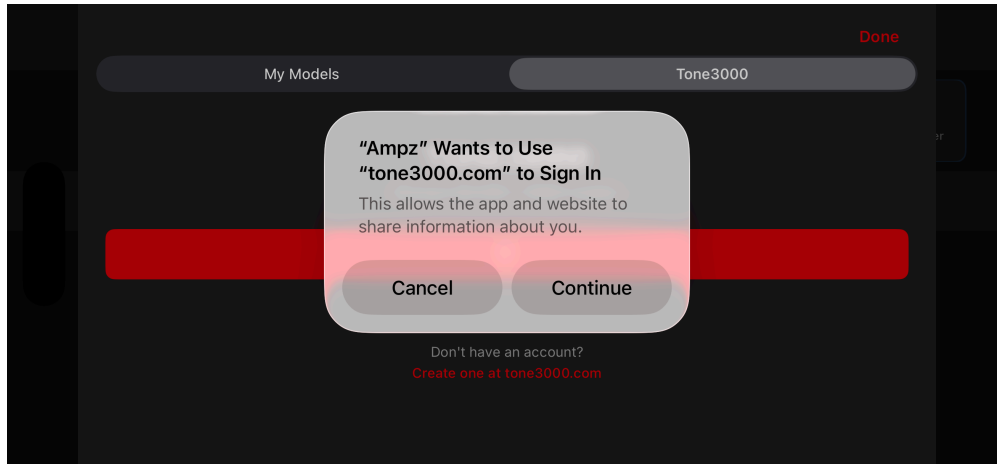 Done
My Models
Tone3000
“Ampz” Wants to Use
“tone3000.com” to Sign In
This allows the app and website to
share information about you.
Cancel
Continue
Don't have an account?
Create one at tone3000.com